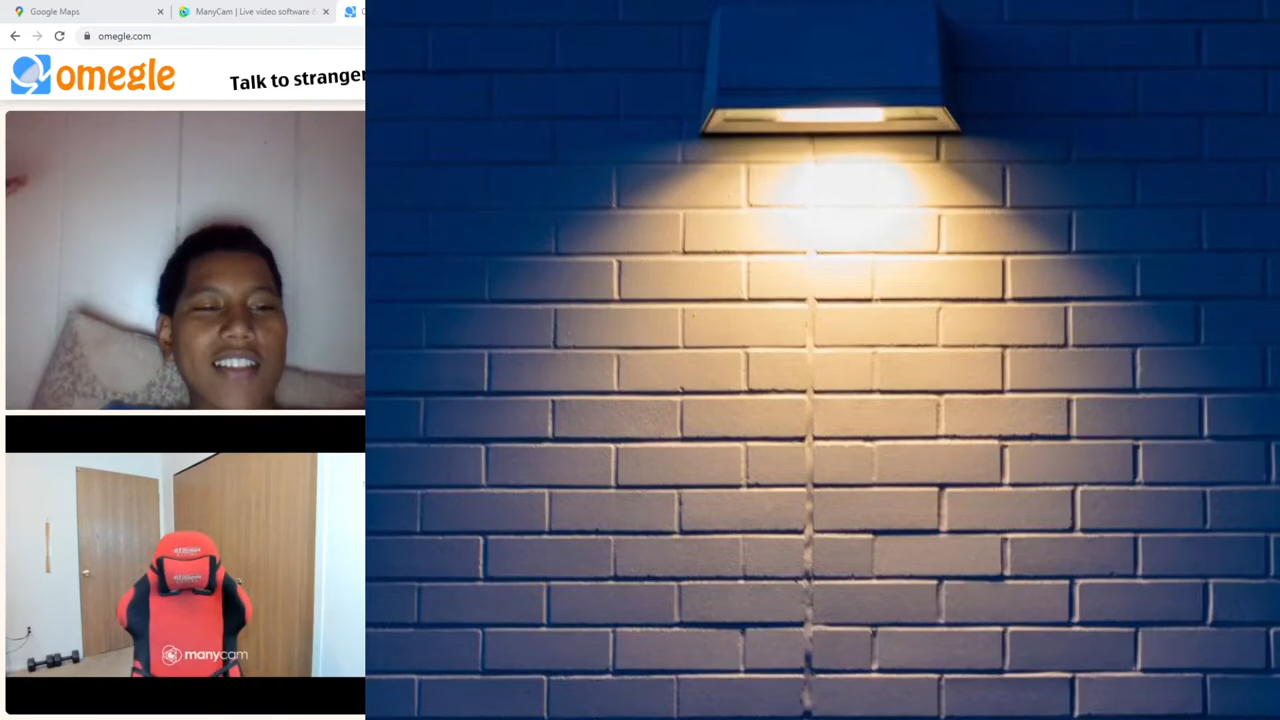 Google Maps
ManyCam | Live video software
omegle.com
omegle
Talk to stranger
manycam